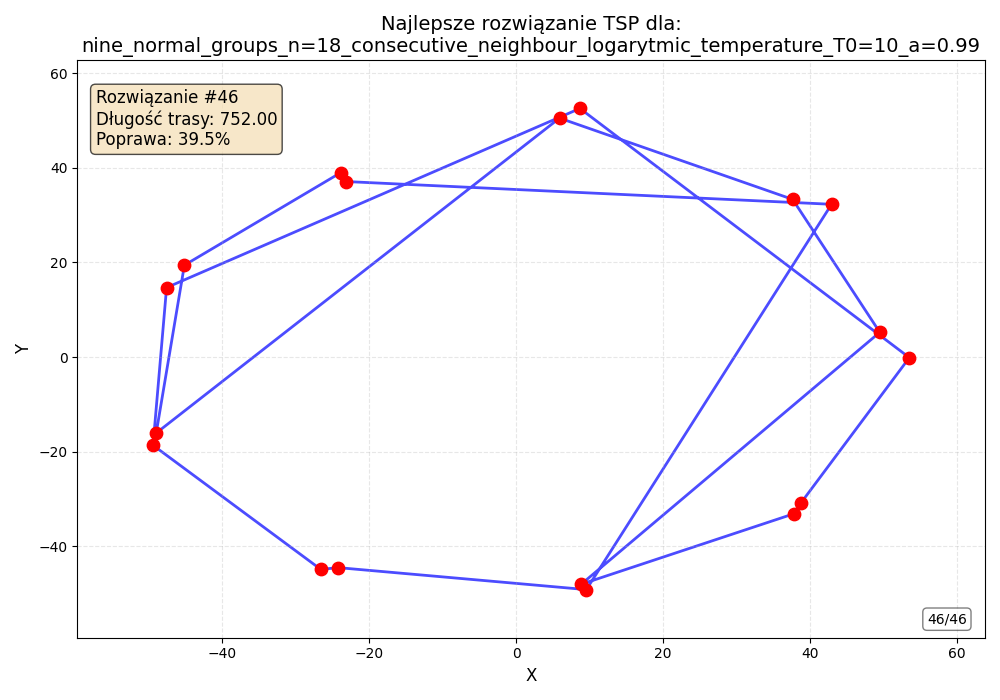 Najlepsze rozwiązanie TSP dla:
nine_normal_groups_n=18_consecutive_neighbour_logarytmic_temperature_T0=10_a=0.99
Rozwiązanie #46
Długość trasy: 752.00
Poprawa: 39.5%
60
40
20
0
−20
−40
Y
46/46
−40
−20
0
20
40
60
X